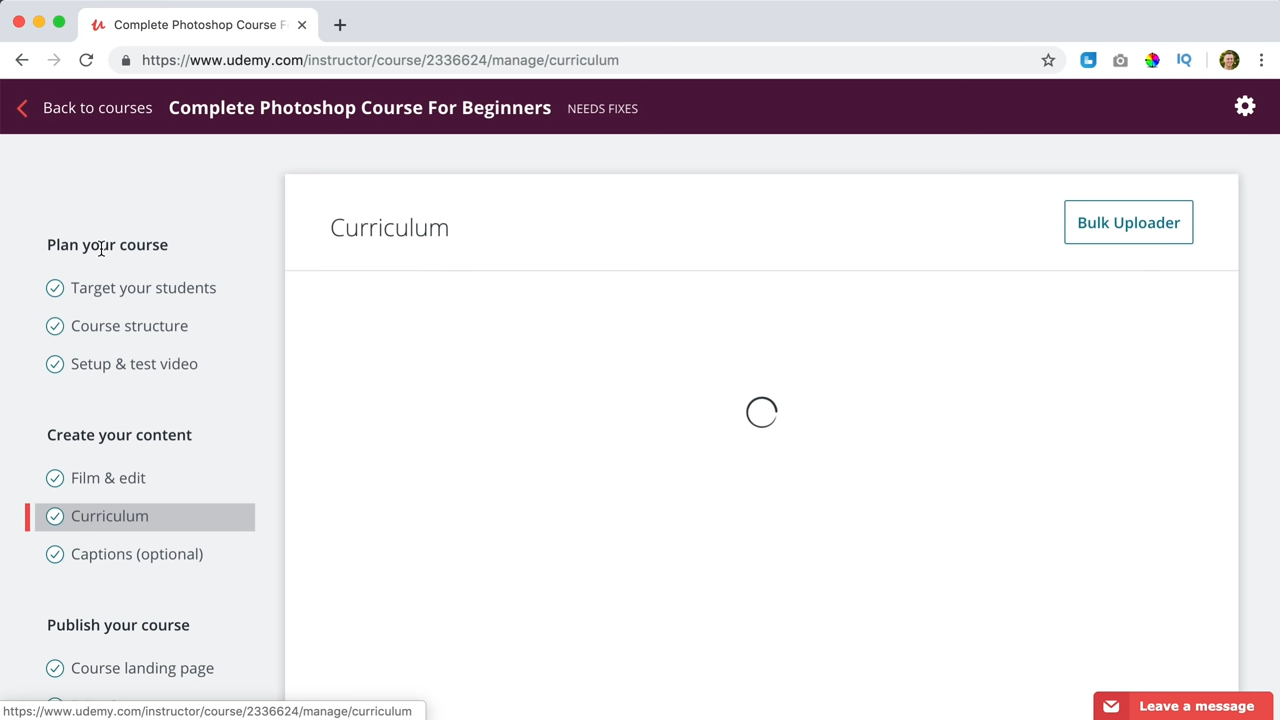 Complete Photoshop Course F
https://www.udemy.com/instructor/course/2336624/manage/curriculum
IQ
Back to courses
Complete Photoshop Course For Beginners
NEEDS FIXES
Plan your course
Target your students
Course structure
Setup & test video
Create your content
Film & edit
Curriculum
Captions (optional)
Publish your course
Course landing page
Curriculum
Bulk Uploader
https://www.udemy.com/instructor/course/2336624/manage/curriculum
Leave a message